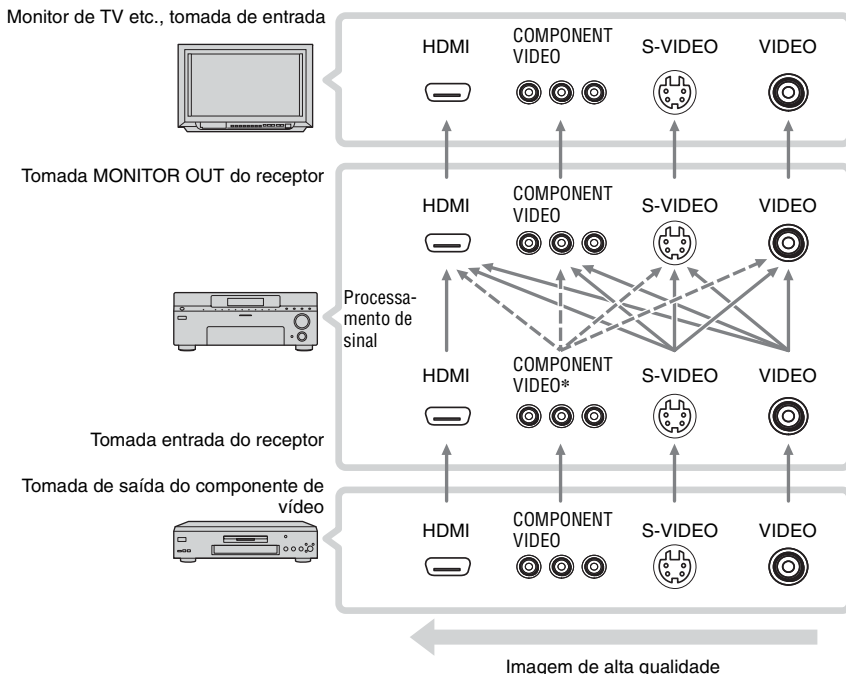 Monitor de TV etc., tomada de entrada
HDMI
COMPONENT
VIDEO
S-VIDEO
VIDEO
Tomada MONITOR OUT do receptor
HDMI
COMPONENT
VIDEO
S-VIDEO
VIDEO
Processa-
mento de
sinal
HDMI
COMPONENT
VIDEO*
S-VIDEO
VIDEO
Tomada entrada do receptor
Tomada de saída do componente de
vídeo
HDMI
COMPONENT
VIDEO
S-VIDEO
VIDEO
Imagem de alta qualidade